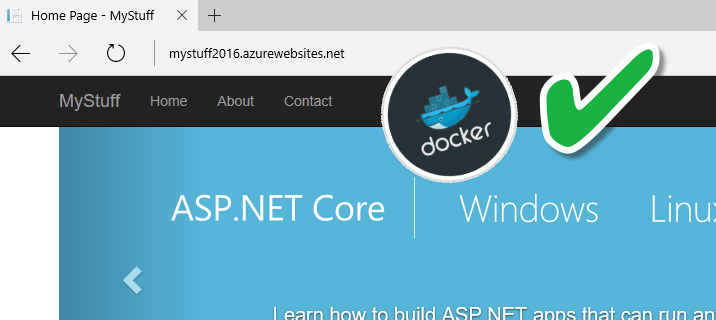 Home Page - MyStuff
mystuff2016.azurewebsites.net
MyStuff Home About Contact
docker
ASP.NET Core Windows Linux
Learn how to build ASP.NET apps that can run an